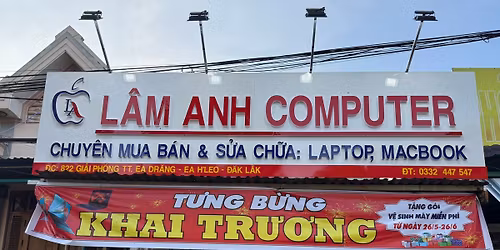 LA
LÂM ANH COMPUTER
CHUYÊN MUA BÁN & SỬA CHỮA: LAPTOP, MACBOOK
ĐC: 822 GIẢI PHÓNG TT. EA DRĂNG - EA H'LEO - ĐĂK LĂK
ĐT: 0332 447 547
TƯNG BỪNG
KHAI TRƯƠNG
TẶNG GÓI
VỆ SINH MÁY MIỄN PHÍ
TỪ NGÀY 26/5-26/6